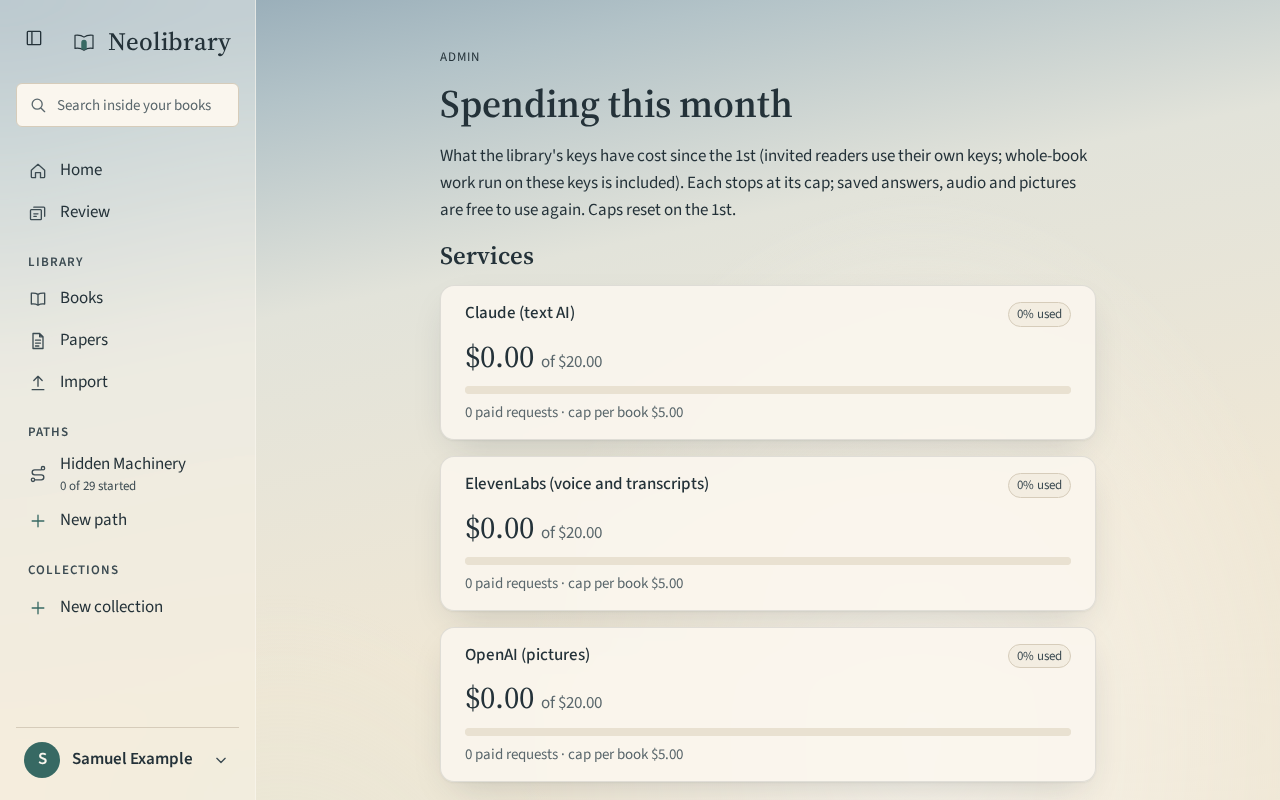 Neolibrary
Search inside your books
Home
Review
LIBRARY
Books
Papers
Import
PATHS
Hidden Machinery
0 of 29 started
New path
COLLECTIONS
New collection
S
Samuel Example
ADMIN
Spending this month
What the library's keys have cost since the 1st (invited readers use their own keys; whole-book
work run on these keys is included). Each stops at its cap; saved answers, audio and pictures
are free to use again. Caps reset on the 1st.
Services
Claude (text AI)
0% used
$0.00 of $20.00
0 paid requests · cap per book $5.00
ElevenLabs (voice and transcripts)
0% used
$0.00 of $20.00
0 paid requests · cap per book $5.00
OpenAI (pictures)
0% used
$0.00 of $20.00
0 paid requests · cap per book $5.00